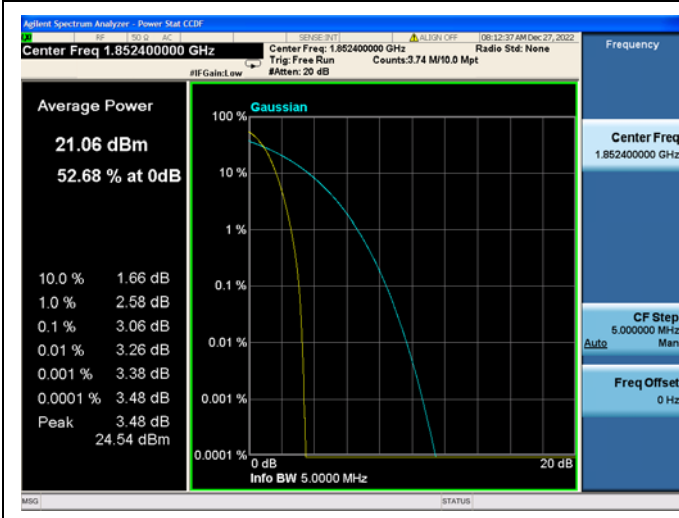 Agilent Spectrum Analyzer - Power Stat CCDF
RF 50 Ω AC SENSE:INT ALIGN OFF 08:12:37 AM Dec 27, 2022
Center Freq 1.852400000 GHz
Center Freq: 1.852400000 GHz Radio Std: None
Trig: Free Run Counts:3.74 M/10.0 Mpt
#IFGain:Low #Atten: 20 dB
Frequency
Average Power
21.06 dBm
52.68 % at 0dB
10.0 % 1.66 dB
1.0 % 2.58 dB
0.1 % 3.06 dB
0.01 % 3.26 dB
0.001 % 3.38 dB
0.0001 % 3.48 dB
Peak 3.48 dB
24.54 dBm
100 % Gaussian
10 %
1 %
0.1 %
0.01 %
0.001 %
0.0001 %
0 dB 20 dB
Info BW 5.0000 MHz
Center Freq
1.852400000 GHz
CF Step
5.000000 MHz
Auto Man
Freq Offset
0 Hz
MSG STATUS